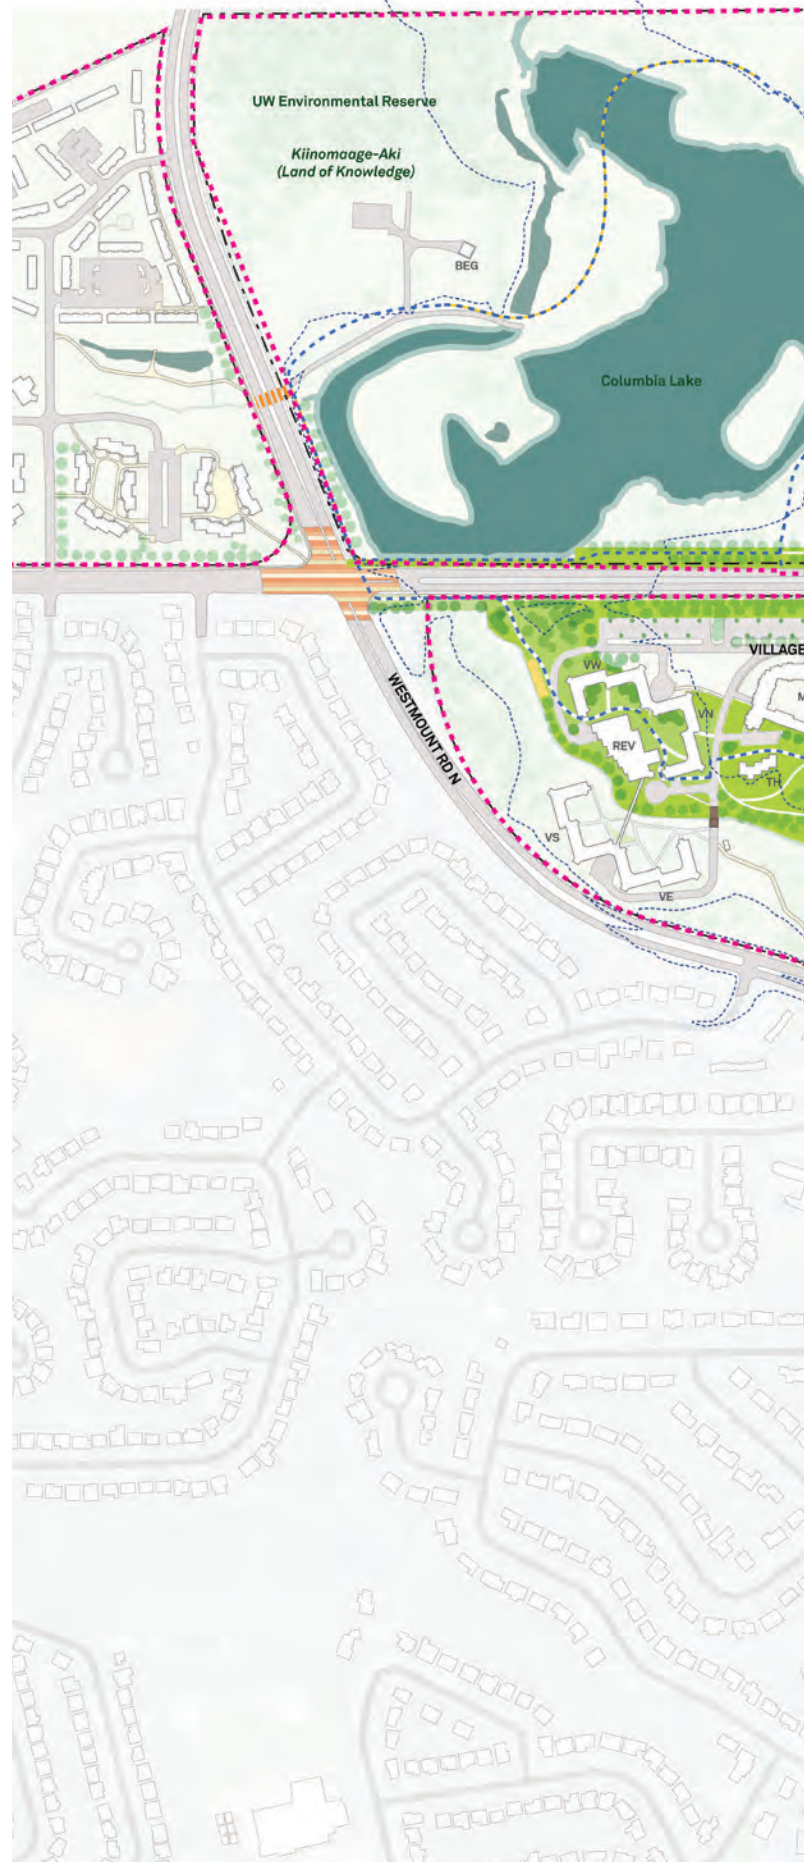 UW Environmental Reserve
Kiinomaage-Aki
(Land of Knowledge)
BEG
Columbia Lake
VILLAGE
VW
M
VN
WESTMOUNT RD N
REV
TH
VS
VE